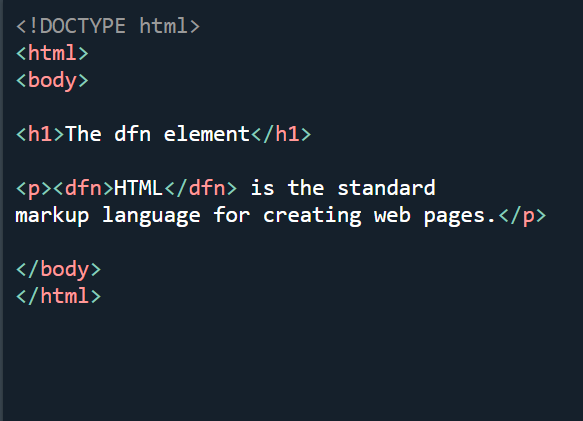 <!DOCTYPE html>
<html>
<body>
<h1>The dfn element</h1>
<p><dfn>HTML</dfn> is the standard
markup language for creating web pages.</p>
</body>
</html>